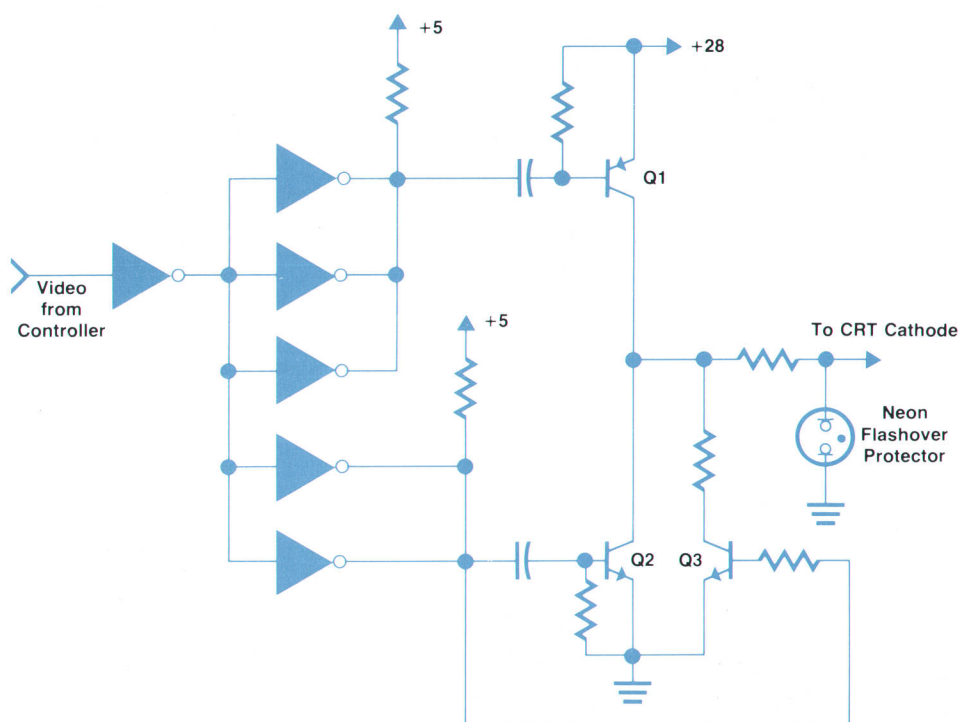 +5
+28
Q1
Video
from
Controller
+5
To CRT Cathode
Neon
Flashover
Protector
Q2
Q3